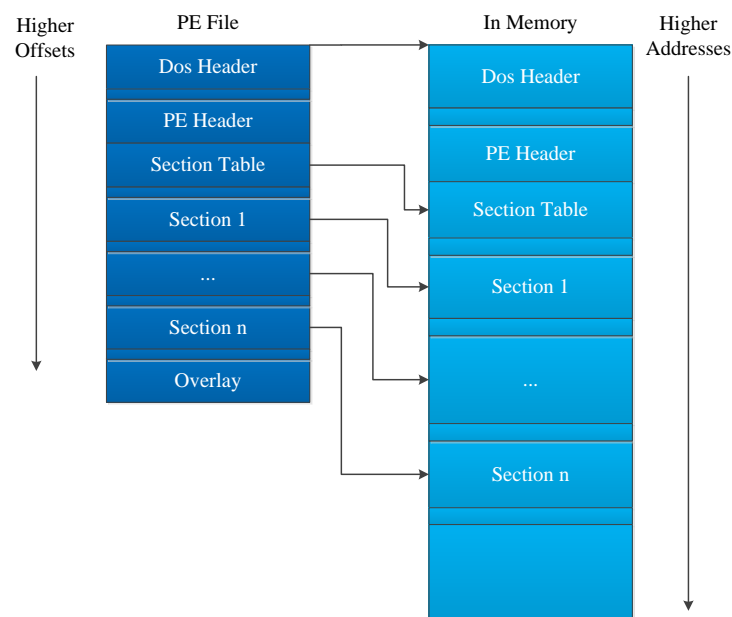 Higher
Offsets
PE File
In Memory
Higher
Addresses
Dos Header
PE Header
Section Table
Section 1
...
Section n
Overlay
Dos Header
PE Header
Section Table
Section 1
...
Section n